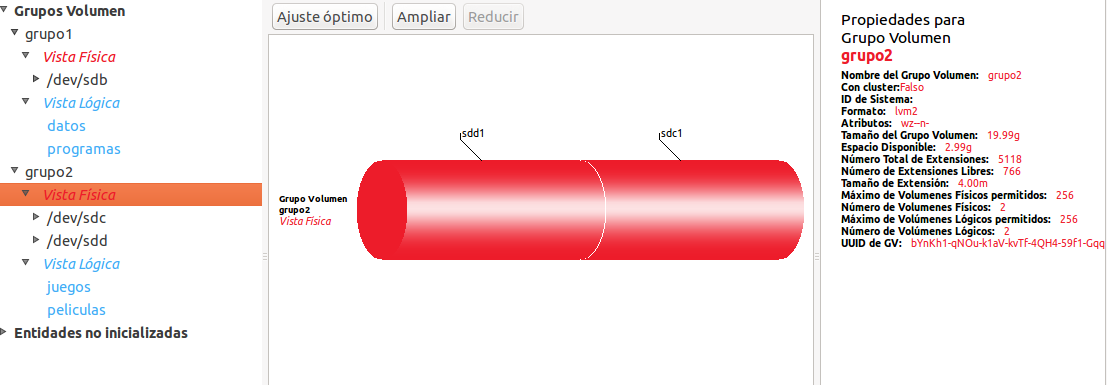 Grupos Volumen
grupo1
Vista Física
/dev/sdb
Vista Lógica
datos
programas
grupo2
Vista Física
/dev/sdc
/dev/sdd
Vista Lógica
juegos
peliculas
Entidades no inicializadas
Ajuste óptimo Ampliar Reducir
sdd1 sdc1
Grupo Volumen
grupo2
Vista Física
Propiedades para
Grupo Volumen
grupo2
Nombre del Grupo Volumen: grupo2
Con cluster:Falso
ID de Sistema:
Formato: lvm2
Atributos: wz--n-
Tamaño del Grupo Volumen: 19.99g
Espacio Disponible: 2.99g
Número Total de Extensiones: 5118
Número de Extensiones Libres: 766
Tamaño de Extensión: 4.00m
Máximo de Volumenes Físicos permitidos: 256
Número de Volumenes Físicos: 2
Máximo de Volúmenes Lógicos permitidos: 256
Número de Volúmenes Lógicos: 2
UUID de GV: bYnKh1-qNOu-k1aV-kvTf-4QH4-59f1-Gqq